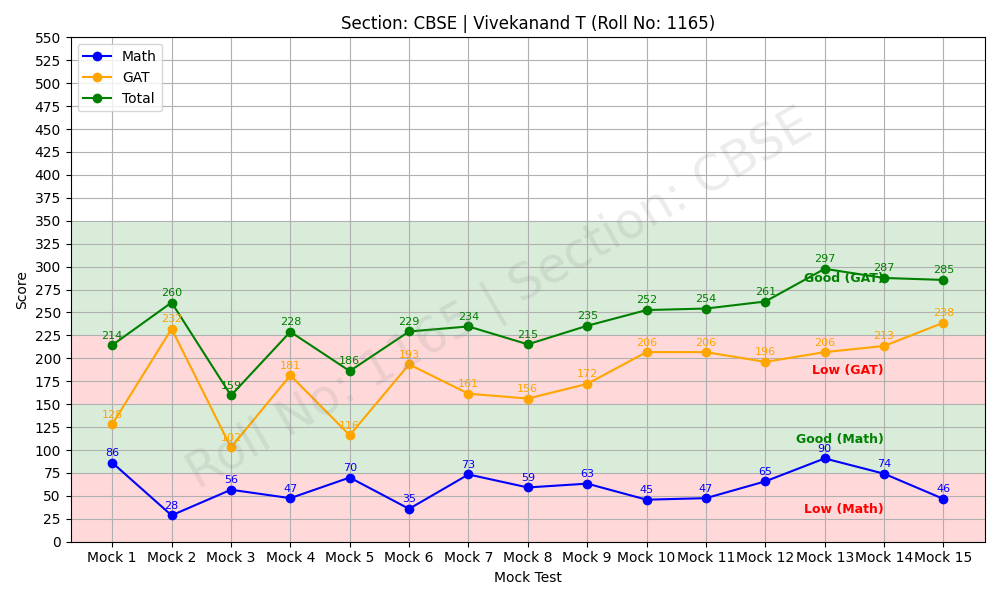 Section: CBSE | Vivekanand T (Roll No: 1165)
Score
550
525
500
475
450
425
400
375
350
325
300
275
250
225
200
175
150
125
100
75
50
25
0
Math
GAT
Total
Roll No: 1165 | Section: CBSE
214 260 159 228 186 229 234 215 235 252 254 261 297 287 285
128 232 102 181 116 193 161 156 172 206 206 196 206 213 238
86 28 56 47 70 35 73 59 63 45 47 65 90 74 46
Good (GAT)
Low (GAT)
Good (Math)
Low (Math)
Mock 1 Mock 2 Mock 3 Mock 4 Mock 5 Mock 6 Mock 7 Mock 8 Mock 9 Mock 10 Mock 11 Mock 12 Mock 13 Mock 14 Mock 15
Mock Test